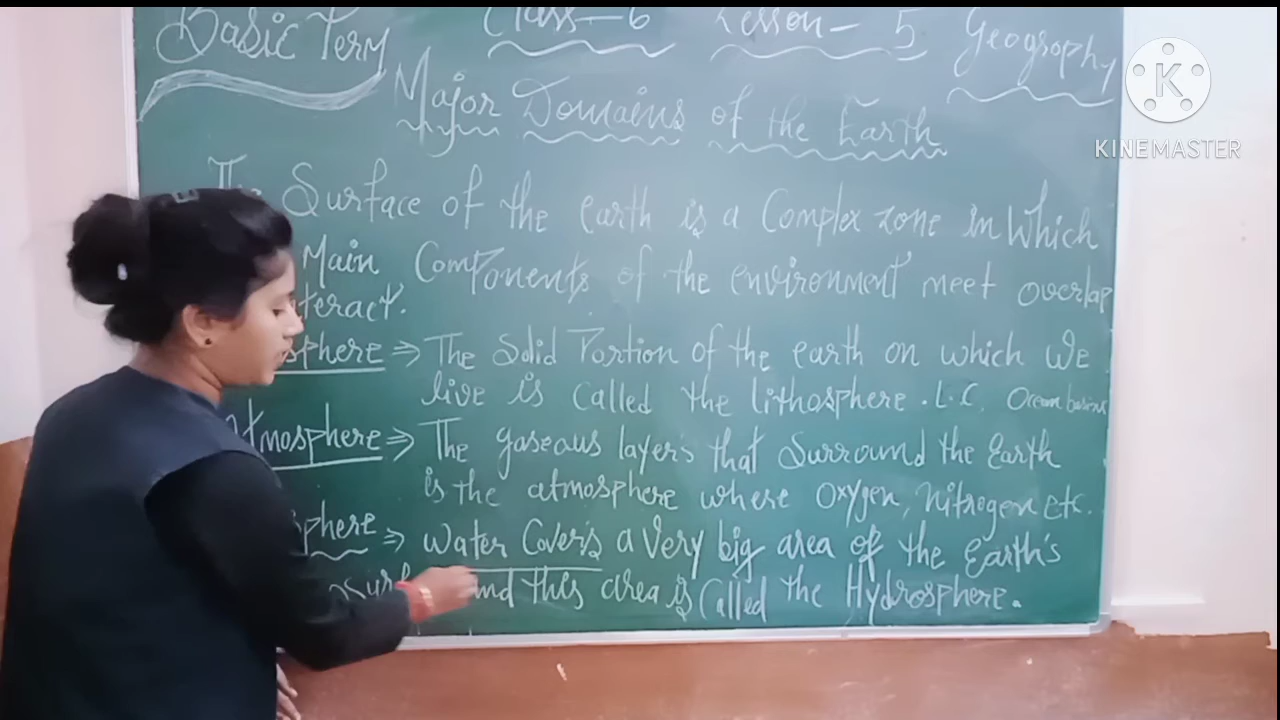 Basic Term Class-6 Lesson-5 Geography
Major Domains of the Earth
The Surface of the earth is a Complex zone in Which
Main Components of the environment meet overlap
teract.
sphere ⇒ The Solid Portion of the earth on which We
live is Called the lithosphere. L.C, Ocean basins
Atmosphere ⇒ The gaseous layers that Surround the Earth
is the atmosphere where Oxygen, Nitrogen Etc.
sphere ⇒ Water Covers a Very big area of the Earth's
Surf nd this area is Called the Hydrosphere.
K
KINEMASTER